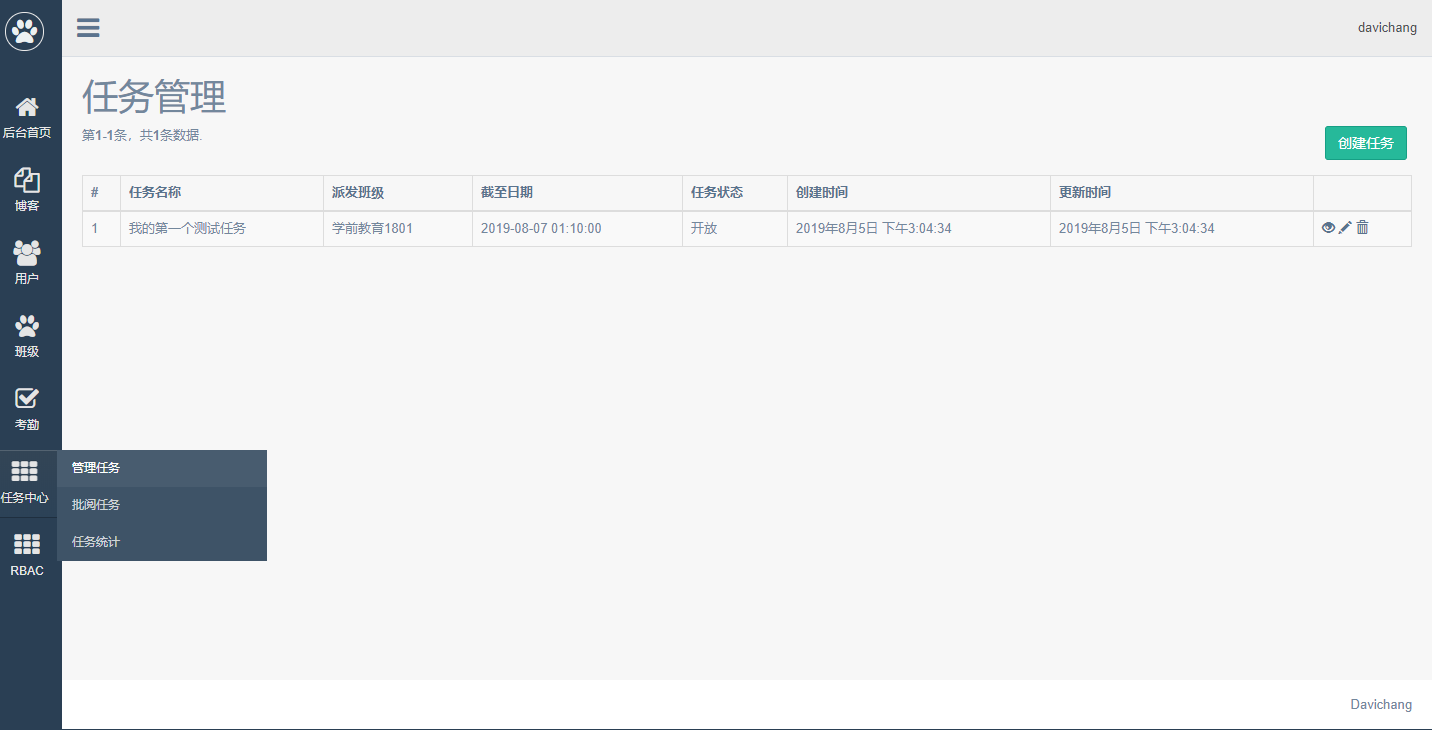 davichang
后台首页
博客
用户
班级
考勤
任务中心
RBAC
管理任务
批阅任务
任务统计
任务管理
第1-1条，共1条数据.
创建任务
# 任务名称 派发班级 截至日期 任务状态 创建时间 更新时间
1 我的第一个测试任务 学前教育1801 2019-08-07 01:10:00 开放 2019年8月5日 下午3:04:34 2019年8月5日 下午3:04:34
Davichang